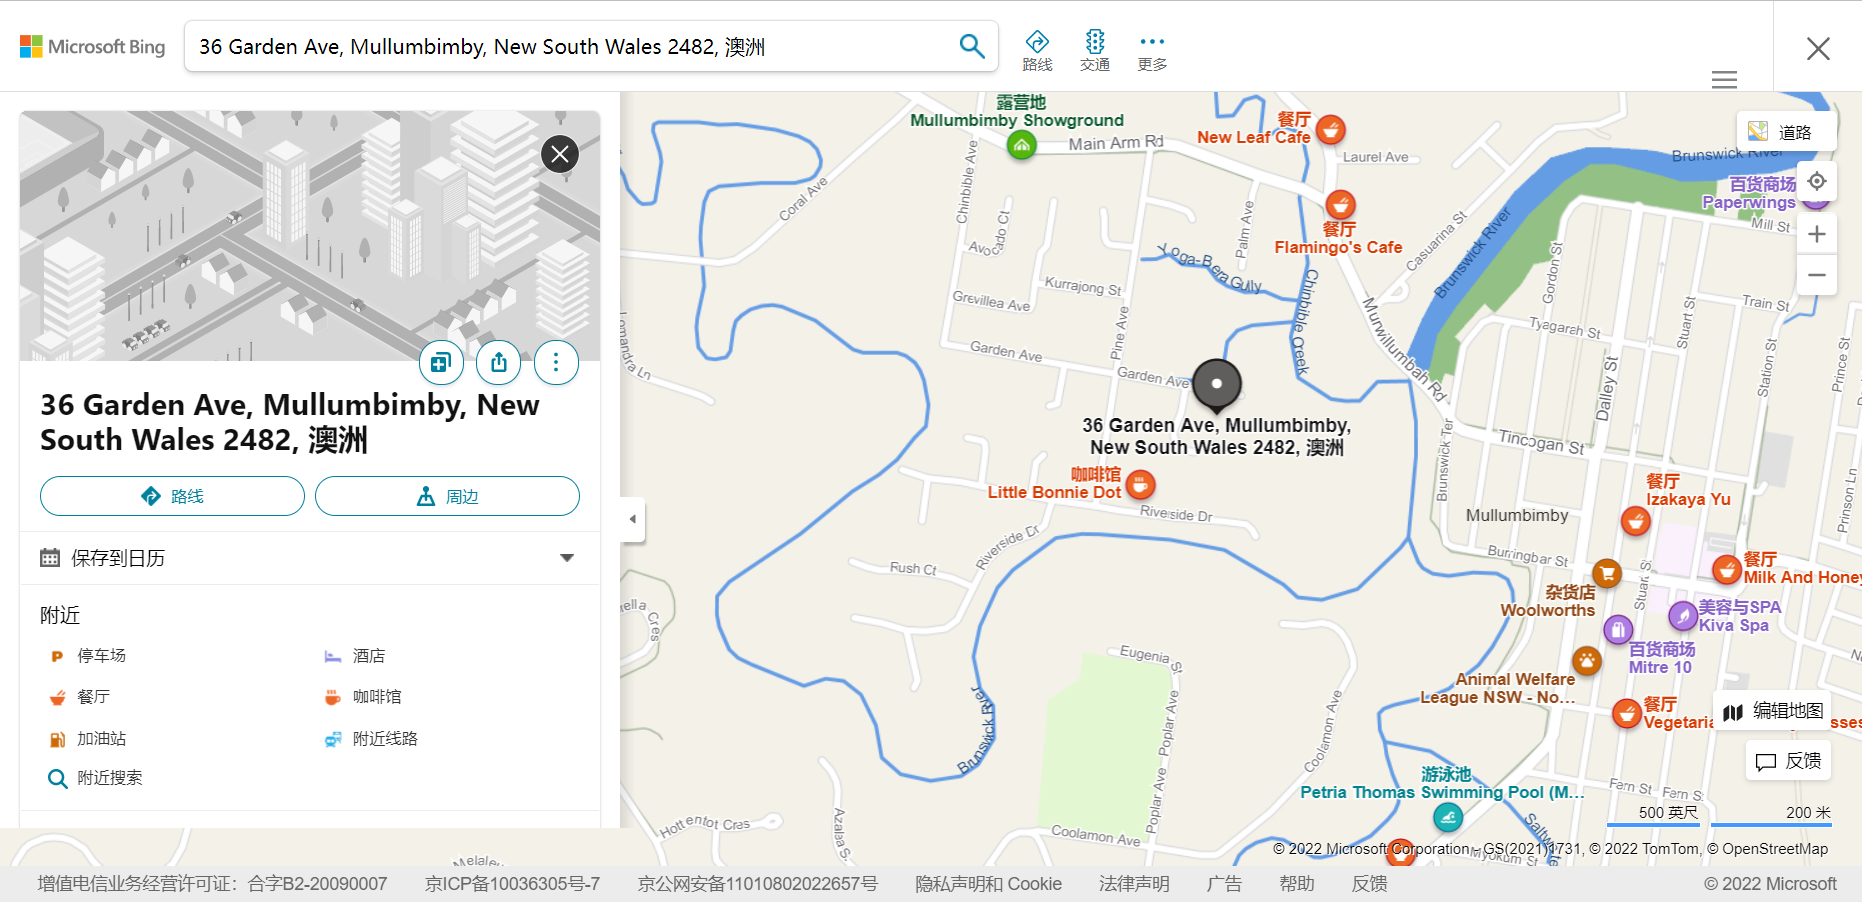 Microsoft Bing
36 Garden Ave, Mullumbimby, New South Wales 2482, 澳洲
路线
交通
更多
36 Garden Ave, Mullumbimby, New
South Wales 2482, 澳洲
路线
周边
保存到日历
附近
停车场
酒店
餐厅
咖啡馆
加油站
附近线路
附近搜索
露营地
Mullumbimby Showground
Main Arm Rd
餐厅
New Leaf Cafe
Laurel Ave
道路
Brunswick River
百货商场
Paperwings
Mill St
Coral Ave
Chinbible Ave
Avocado Ct
Palm Ave
餐厅
Flamingo's Cafe
Casuarina St
Brunswick River
Gordon St
Yoga-Bera Gully
Kurrajong St
Grevillea Ave
Pine Ave
Chinbible Creek
Murwillumbah Rd
Tyagarah St
Stuart St
Train St
Station St
Prince St
Lomandra Ln
Garden Ave
Garden Ave
36 Garden Ave, Mullumbimby,
New South Wales 2482, 澳洲
Dalley St
Tincogan St
Brunswick Ter
咖啡馆
Little Bonnie Dot
Riverside Dr
Riverside Dr
Rush Ct
Mullumbimby
餐厅
Izakaya Yu
Prinson Ln
Burringbar St
Stuart S
餐厅
Milk And Honey
杂货店
Woolworths
美容与SPA
Kiva Spa
百货商场
Mitre 10
Animal Welfare
League NSW - No...
餐厅
Vegetaria
sses
编辑地图
反馈
ella Cres
Eugenia St
Poplar Ave
Poplar Ave
Coolamon Ave
Brunswick River
游泳池
Petria Thomas Swimming Pool (M...
Fern St
Fern S
500 英尺
200 米
Hottentot Cres
Azalea S
Coolamon Ave
Saltwate
Melale
Myokum St
© 2022 Microsoft Corporation - GS(2021)1731, © 2022 TomTom, © OpenStreetMap
增值电信业务经营许可证：合字B2-20090007
京ICP备10036305号-7
京公网安备11010802022657号
隐私声明和 Cookie
法律声明
广告
帮助
反馈
© 2022 Microsoft